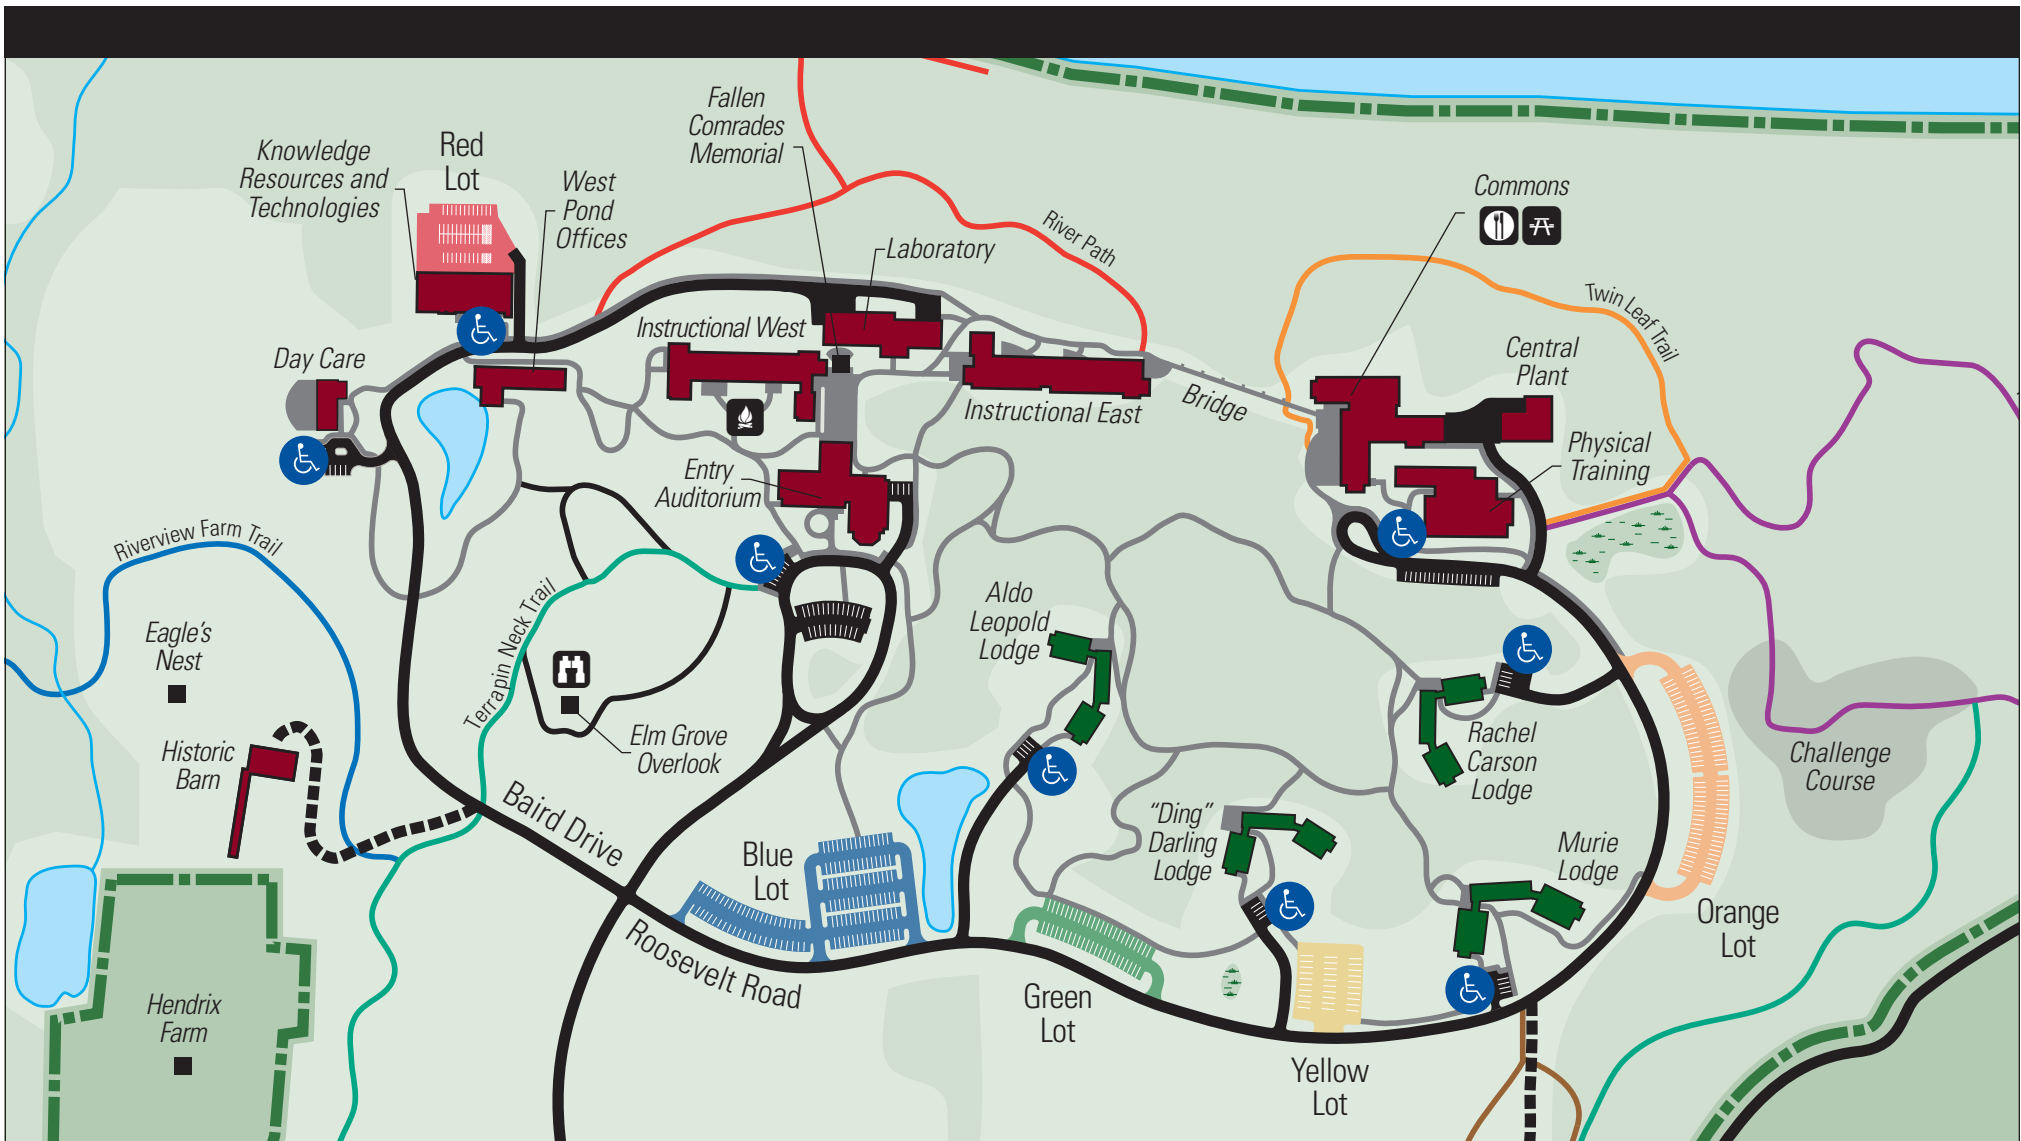 Fallen
Comrades
Memorial
Red
Lot
Knowledge
Resources and
Technologies
West
Pond
Offices
Commons
River Path
Laboratory
Twin Leaf Trail
Instructional West
Day Care
Central
Plant
Bridge
Instructional East
Physical
Training
Entry
Auditorium
Riverview Farm Trail
Aldo
Leopold
Lodge
Terrapin Neck Trail
Eagle's
Nest
Elm Grove
Overlook
Historic
Barn
Rachel
Carson
Lodge
Challenge
Course
Baird Drive
"Ding"
Darling
Lodge
Murie
Lodge
Blue
Lot
Orange
Lot
Roosevelt Road
Hendrix
Farm
Green
Lot
Yellow
Lot